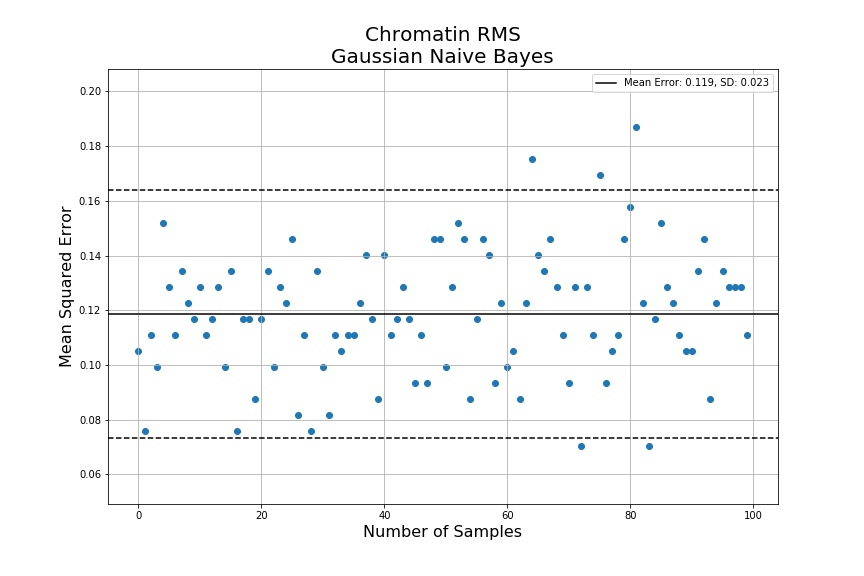 Chromatin RMS
Gaussian Naive Bayes
Mean Error: 0.119, SD: 0.023
0.20
0.18
0.16
0.14
0.12
0.10
0.08
0.06
Mean Squared Error
0 20 40 60 80 100
Number of Samples